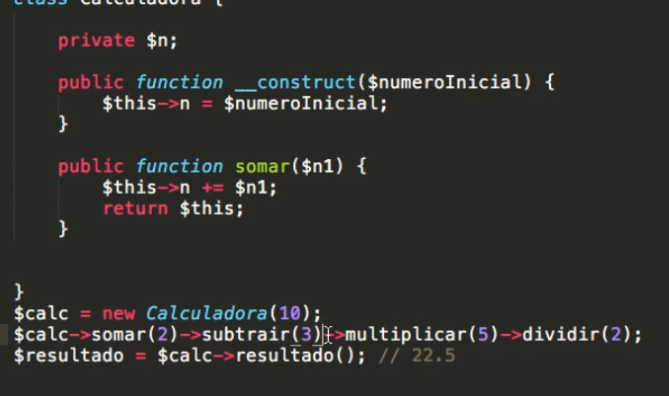 class Calculadora {
private $n;
public function __construct($numeroInicial) {
$this->n = $numeroInicial;
}
public function somar($n1) {
$this->n += $n1;
return $this;
}
}
$calc = new Calculadora(10);
$calc->somar(2)->subtrair(3)->multiplicar(5)->dividir(2);
$resultado = $calc->resultado(); // 22.5